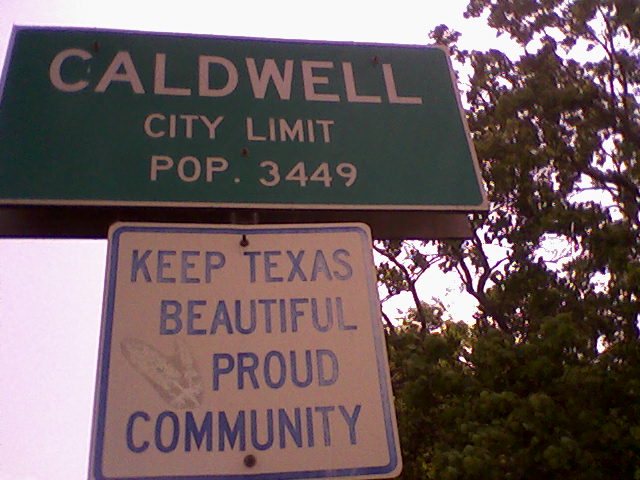 CALDWELL
CITY LIMIT
POP. 3449
KEEP TEXAS
BEAUTIFUL
PROUD
COMMUNITY